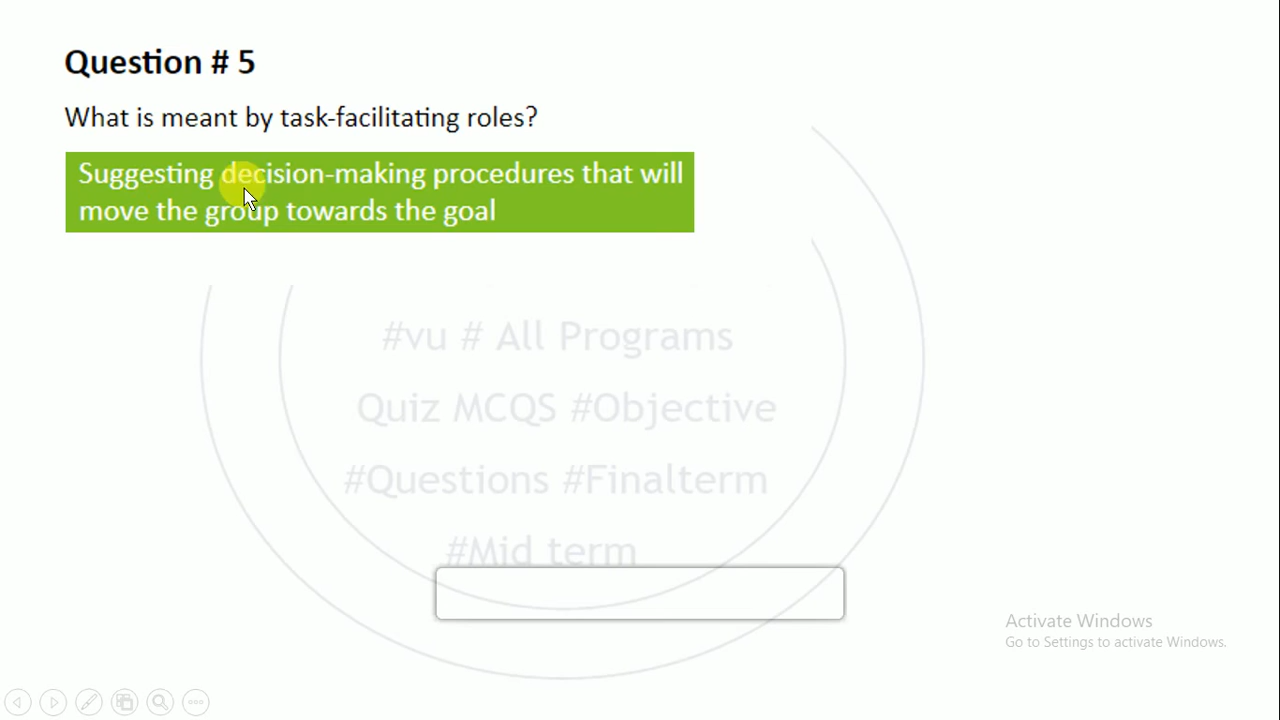 Question # 5
What is meant by task-facilitating roles?
Suggesting decision-making procedures that will
move the group towards the goal
#vu # All Programs
Quiz MCQS #Objective
#Questions #Finalterm
#Mid term
Activate Windows
Go to Settings to activate Windows.